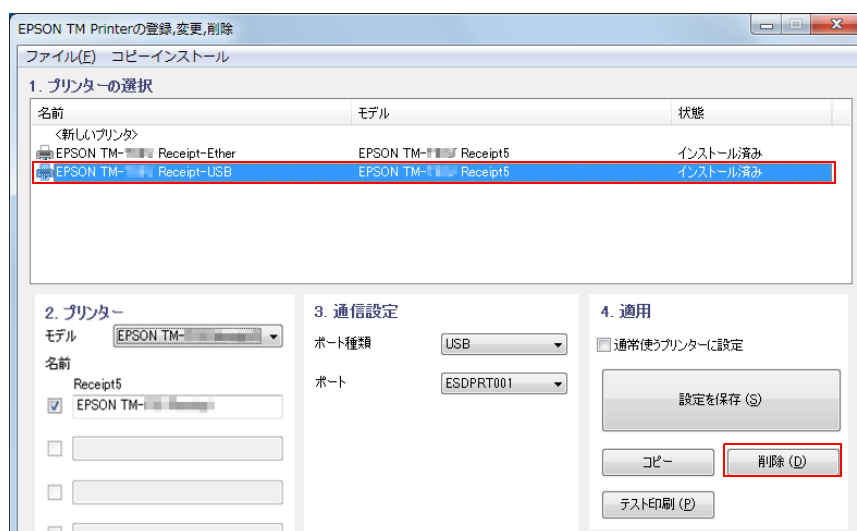 EPSON TM Printerの登録,変更,削除
ファイル(F) コピーインストール
1. プリンターの選択
名前 モデル 状態
<新しいプリンタ>
EPSON TM- Receipt-Ether EPSON TM- Receipt5 インストール済み
EPSON TM- Receipt-USB EPSON TM- Receipt5 インストール済み
2. プリンター
モデル EPSON TM-
名前
Receipt5
EPSON TM-
3. 通信設定
ポート種類 USB
ポート ESDPRT001
4. 適用
通常使うプリンターに設定
設定を保存 (S)
コピー 削除 (D)
テスト印刷 (P)